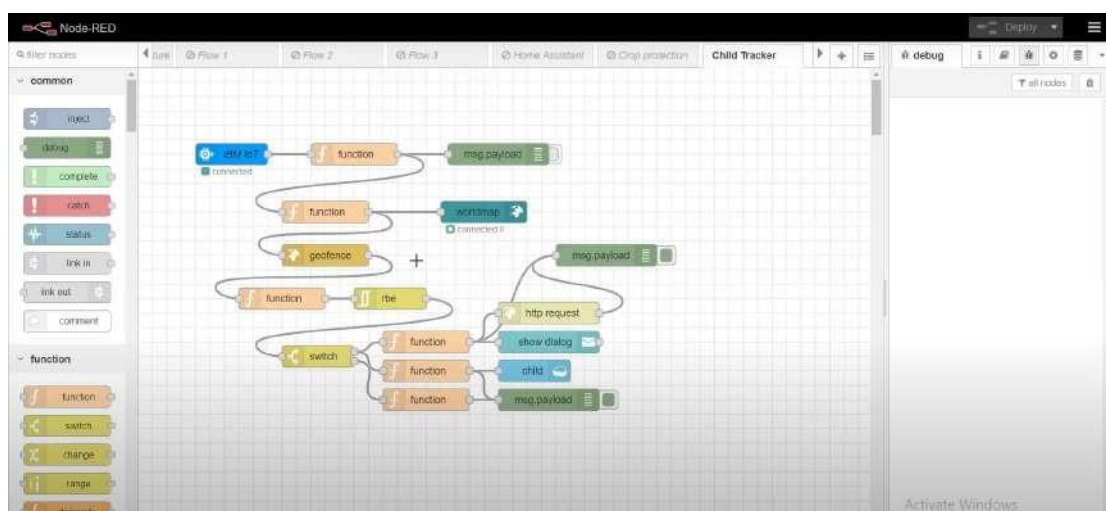 Node-RED
Deploy
filter nodes
Flow 1
Flow 2
Flow 3
Home Assistant
Crop protection
Child Tracker
debug
i
all nodes
common
inject
debug
complete
catch
status
link in
link out
comment
function
function
switch
change
range
IBM IoT
connected
function
msg.payload
function
worldmap
geofence
msg.payload
function
rbe
http request
function
show dialog
switch
function
child
function
msg.payload
Activate Windows